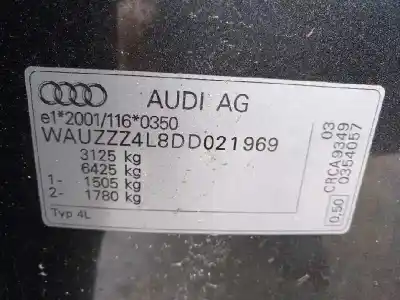 AUDI AG
e1*2001/116*0350
WAUZZZ4L8DD021969
3125 kg
6425 kg
1- 1505 kg
2- 1780 kg
Typ 4L
CRCA9349 03
0,50 0354057